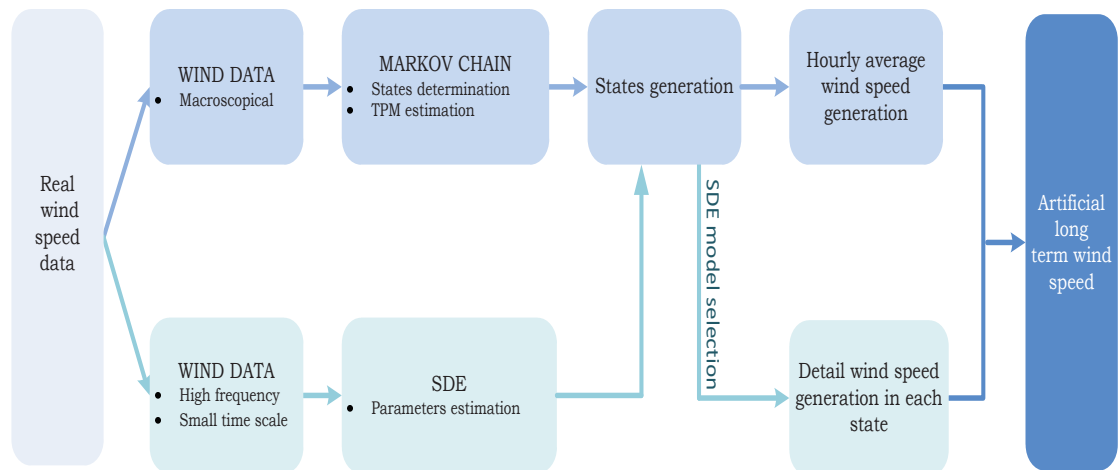 Real
wind
speed
data
WIND DATA
• Macroscopical
MARKOV CHAIN
• States determination
• TPM estimation
States generation
Hourly average
wind speed
generation
SDE model selection
WIND DATA
• High frequency
• Small time scale
SDE
• Parameters estimation
Detail wind speed
generation in each
state
Artificial
long
term wind
speed